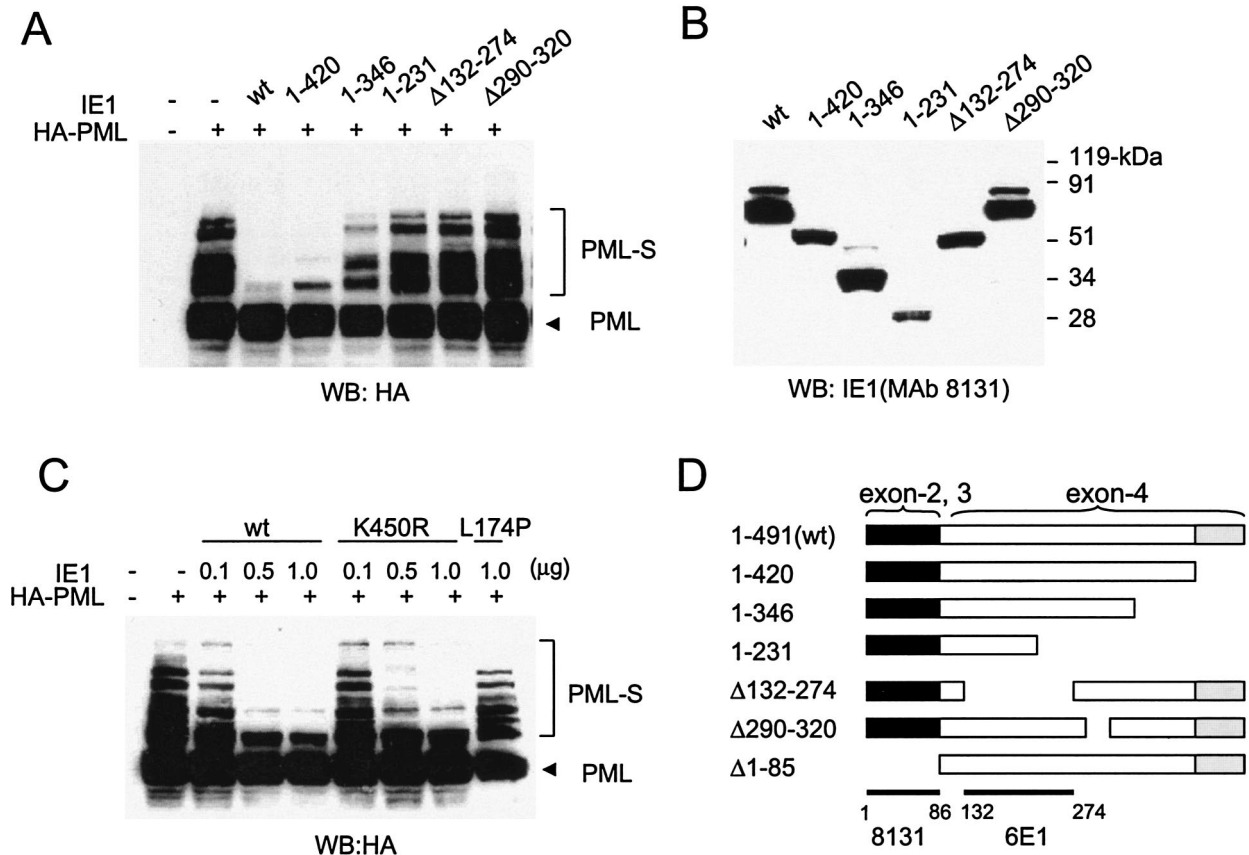 A
IE1 - - wt 1-420 1-346 1-231 Δ132-274 Δ290-320
HA-PML - + + + + + + +
PML-S
PML
WB: HA
B
wt 1-420 1-346 1-231 Δ132-274 Δ290-320
119-kDa
91
51
34
28
WB: IE1(MAb 8131)
C
wt K450R L174P
IE1 - - 0.1 0.5 1.0 0.1 0.5 1.0 1.0 (μg)
HA-PML - + + + + + + + +
PML-S
PML
WB:HA
D
exon-2, 3 exon-4
1-491(wt)
1-420
1-346
1-231
Δ132-274
Δ290-320
Δ1-85
1 86 132 274
8131 6E1